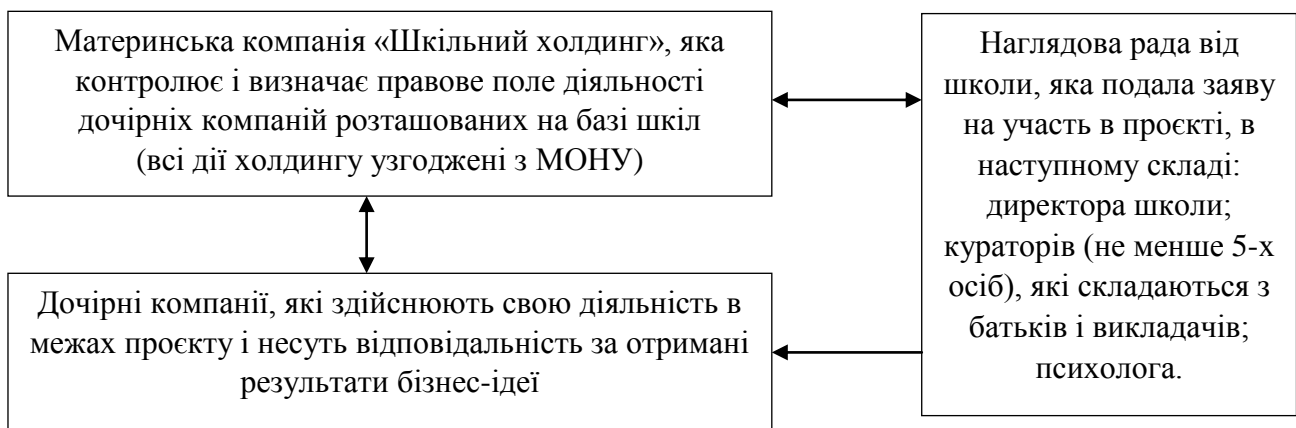 Материнська компанія «Шкільний холдинг», яка
контролює і визначає правове поле діяльності
дочірніх компаній розташованих на базі шкіл
(всі дії холдингу узгоджені з МОНУ)
Наглядова рада від
школи, яка подала заяву
на участь в проєкті, в
наступному складі:
директора школи;
кураторів (не менше 5-х
осіб), які складаються з
батьків і викладачів;
психолога.
Дочірні компанії, які здійснюють свою діяльність в
межах проєкту і несуть відповідальність за отримані
результати бізнес-ідеї